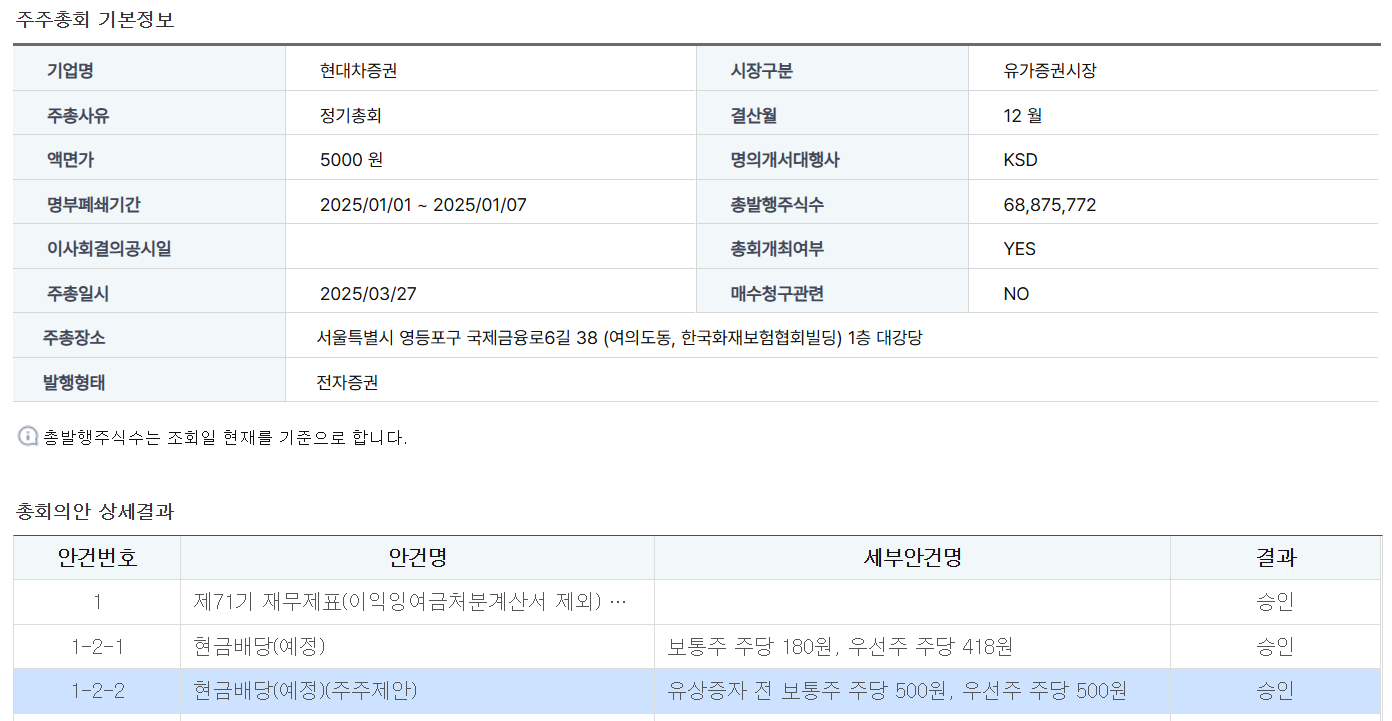 주주총회 기본정보
기업명 현대차증권 시장구분 유가증권시장
주총사유 정기총회 결산월 12 월
액면가 5000 원 명의개서대행사 KSD
명부폐쇄기간 2025/01/01 ~ 2025/01/07 총발행주식수 68,875,772
이사회결의공시일 총회개최여부 YES
주총일시 2025/03/27 매수청구관련 NO
주총장소 서울특별시 영등포구 국제금융로6길 38 (여의도동, 한국화재보험협회빌딩) 1층 대강당
발행형태 전자증권
총발행주식수는 조회일 현재를 기준으로 합니다.
총회의안 상세결과
안건번호 안건명 세부안건명 결과
1 제71기 재무제표(이익잉여금처분계산서 제외) … 승인
1-2-1 현금배당(예정) 보통주 주당 180원, 우선주 주당 418원 승인
1-2-2 현금배당(예정)(주주제안) 유상증자 전 보통주 주당 500원, 우선주 주당 500원 승인